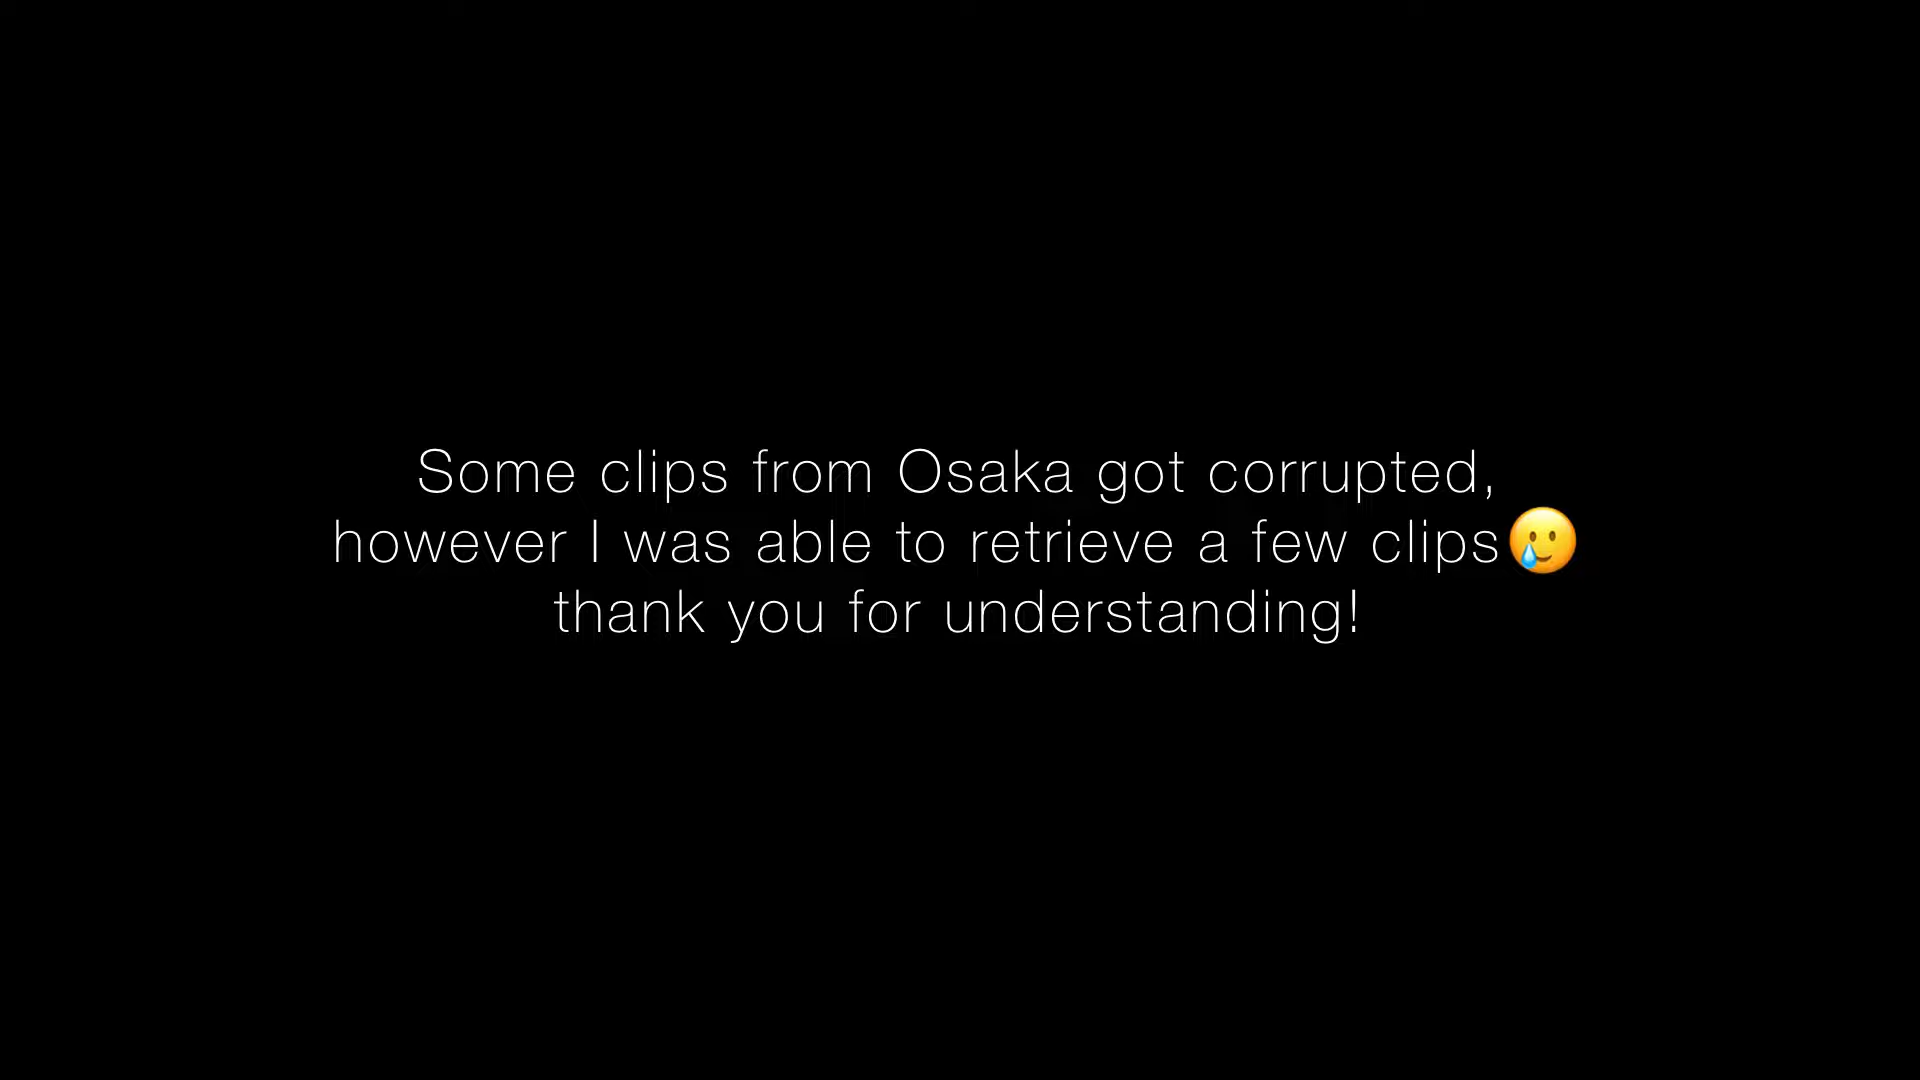 Some clips from Osaka got corrupted,
however I was able to retrieve a few clips🥲
thank you for understanding!